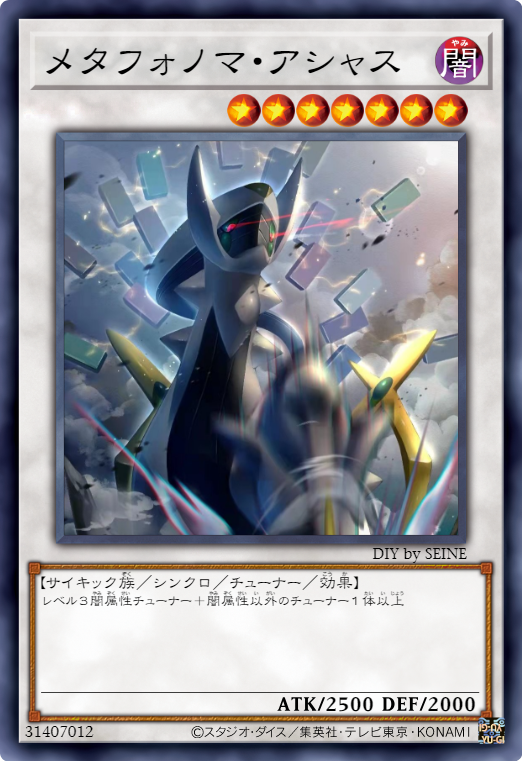 メタフォノマ・アシャス
闇
やみ
DIY by SEINE
【サイキック族／シンクロ／チューナー／効果】
レベル３闇属性チューナー＋闇属性以外のチューナー１体以上
ATK/2500 DEF/2000
31407012
©スタジオ・ダイス／集英社・テレビ東京・KONAMI